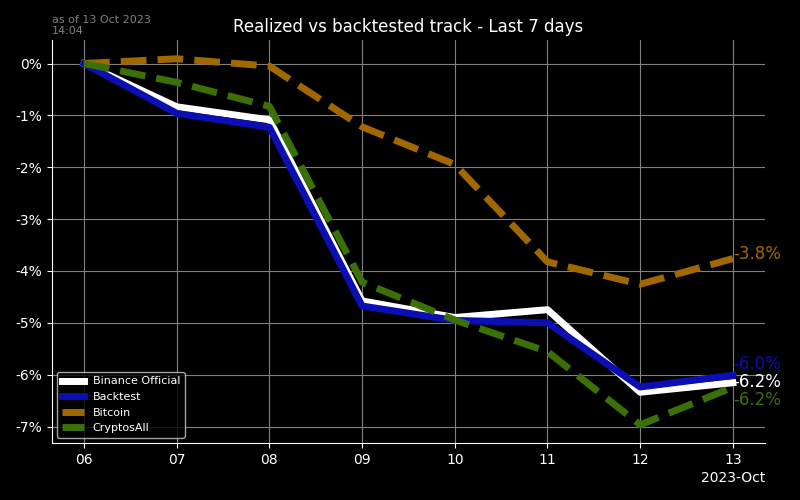 as of 13 Oct 2023
14:04
Realized vs backtested track - Last 7 days
0%
-1%
-2%
-3%
-4%
-5%
-6%
-7%
-3.8%
-6.0%
-6.2%
-6.2%
Binance Official
Backtest
Bitcoin
CryptosAll
06 07 08 09 10 11 12 13
2023-Oct